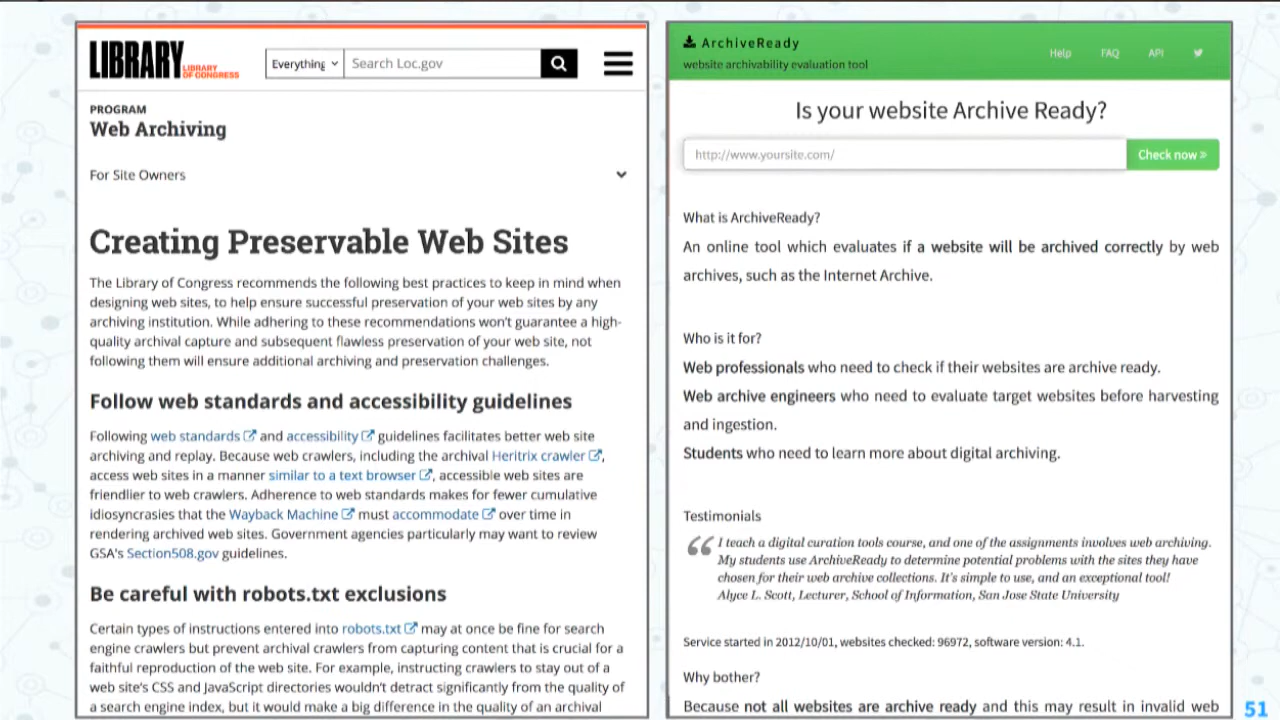 LIBRARY
LIBRARY
OF CONGRESS
Everything
Search Loc.gov
PROGRAM
Web Archiving
For Site Owners
Creating Preservable Web Sites
The Library of Congress recommends the following best practices to keep in mind when
designing web sites, to help ensure successful preservation of your web sites by any
archiving institution. While adhering to these recommendations won't guarantee a high-
quality archival capture and subsequent flawless preservation of your web site, not
following them will ensure additional archiving and preservation challenges.
Follow web standards and accessibility guidelines
Following web standards and accessibility guidelines facilitates better web site
archiving and replay. Because web crawlers, including the archival Heritrix crawler,
access web sites in a manner similar to a text browser, accessible web sites are
friendlier to web crawlers. Adherence to web standards makes for fewer cumulative
idiosyncrasies that the Wayback Machine must accommodate over time in
rendering archived web sites. Government agencies particularly may want to review
GSA's Section508.gov guidelines.
Be careful with robots.txt exclusions
Certain types of instructions entered into robots.txt may at once be fine for search
engine crawlers but prevent archival crawlers from capturing content that is crucial for a
faithful reproduction of the web site. For example, instructing crawlers to stay out of a
web site's CSS and JavaScript directories wouldn't detract significantly from the quality of
a search engine index, but it would make a big difference in the quality of an archival
ArchiveReady
website archivability evaluation tool
Help FAQ API
Is your website Archive Ready?
http://www.yoursite.com/
Check now »
What is ArchiveReady?
An online tool which evaluates if a website will be archived correctly by web
archives, such as the Internet Archive.
Who is it for?
Web professionals who need to check if their websites are archive ready.
Web archive engineers who need to evaluate target websites before harvesting
and ingestion.
Students who need to learn more about digital archiving.
Testimonials
“ I teach a digital curation tools course, and one of the assignments involves web archiving.
My students use ArchiveReady to determine potential problems with the sites they have
chosen for their web archive collections. It's simple to use, and an exceptional tool!
Alyce L. Scott, Lecturer, School of Information, San Jose State University
Service started in 2012/10/01, websites checked: 96972, software version: 4.1.
Why bother?
Because not all websites are archive ready and this may result in invalid web
51